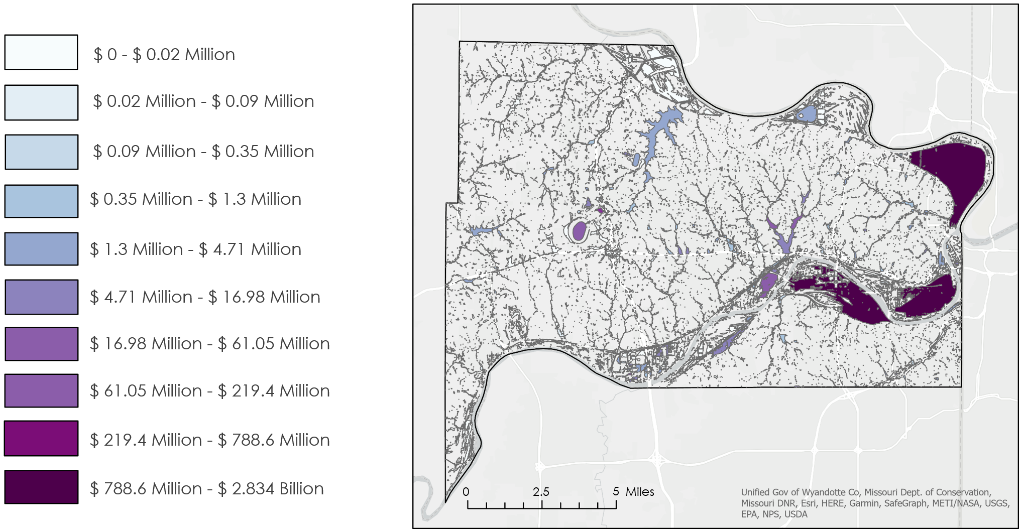 $ 0 - $ 0.02 Million
$ 0.02 Million - $ 0.09 Million
$ 0.09 Million - $ 0.35 Million
$ 0.35 Million - $ 1.3 Million
$ 1.3 Million - $ 4.71 Million
$ 4.71 Million - $ 16.98 Million
$ 16.98 Million - $ 61.05 Million
$ 61.05 Million - $ 219.4 Million
$ 219.4 Million - $ 788.6 Million
$ 788.6 Million - $ 2.834 Billion
0 2.5 5 Miles
Unified Gov of Wyandotte Co, Missouri Dept. of Conservation,
Missouri DNR, Esri, HERE, Garmin, SafeGraph, METI/NASA, USGS,
EPA, NPS, USDA